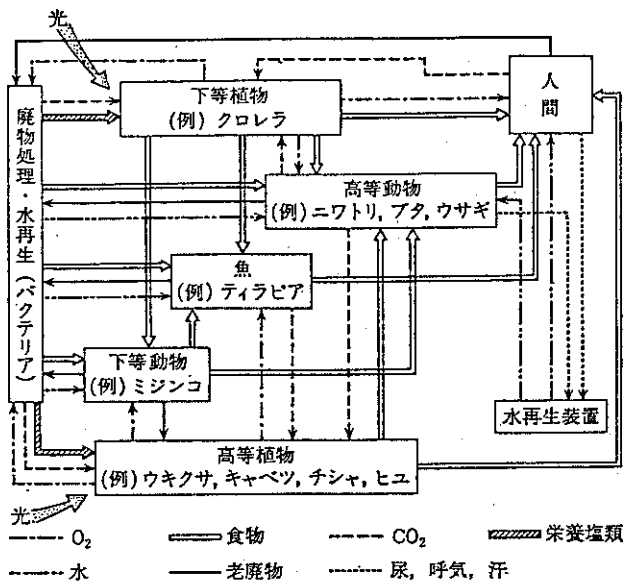 光
人間
下等植物
(例) クロレラ
廃物処理・水再生(バクテリア)
高等動物
(例) ニワトリ, ブタ, ウサギ
魚
(例) ティラピア
下等動物
(例) ミジンコ
水再生装置
高等植物
(例) ウキクサ, キャベツ, チシャ, ヒユ
光
O₂
食物
CO₂
栄養塩類
水
老廃物
尿, 呼気, 汗